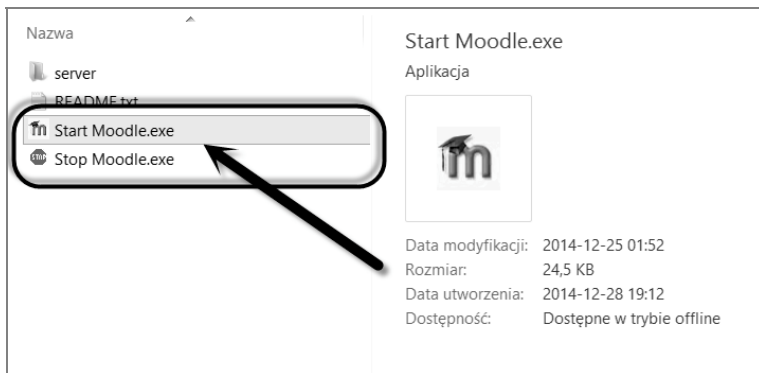 Nazwa
server
README.txt
Start Moodle.exe
STOP Stop Moodle.exe
Start Moodle.exe
Aplikacja
m
Data modyfikacji: 2014-12-25 01:52
Rozmiar: 24,5 KB
Data utworzenia: 2014-12-28 19:12
Dostępność: Dostępne w trybie offline